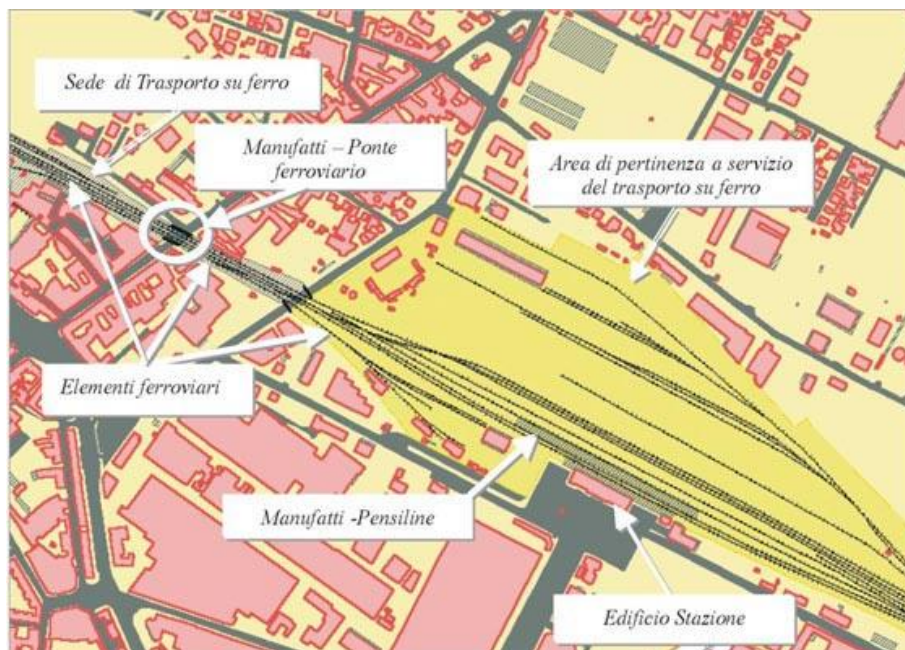 Sede di Trasporto su ferro
Manufatti – Ponte
ferroviario
Area di pertinenza a servizio
del trasporto su ferro
Elementi ferroviari
Manufatti -Pensiline
Edificio Stazione